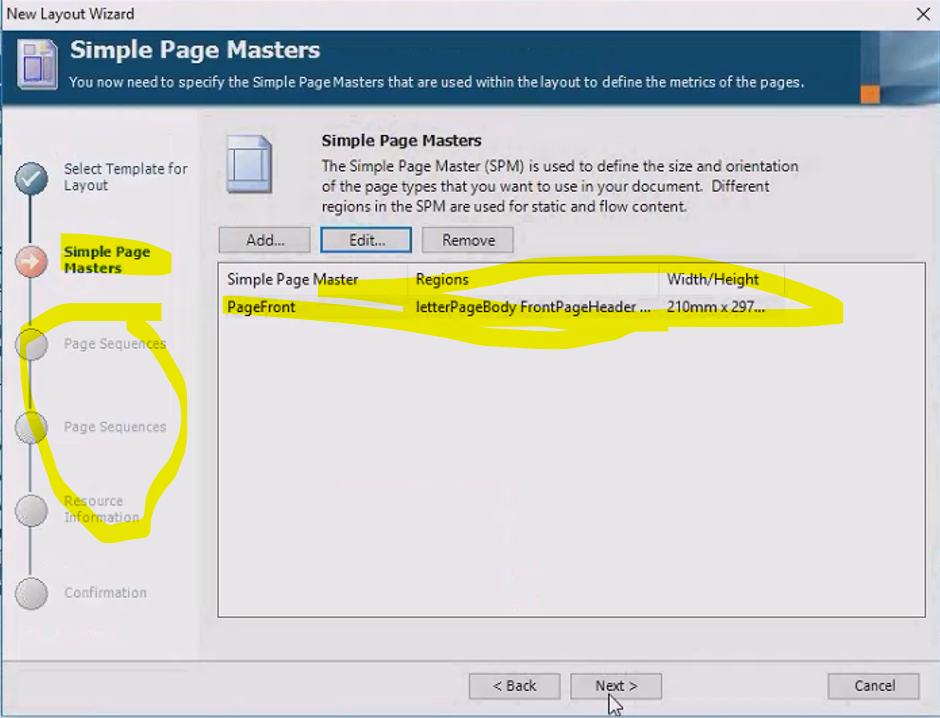 New Layout Wizard
Simple Page Masters
You now need to specify the Simple Page Masters that are used within the layout to define the metrics of the pages.
Select Template for
Layout
Simple Page
Masters
Page Sequences
Page Sequences
Resource
Information
Confirmation
Simple Page Masters
The Simple Page Master (SPM) is used to define the size and orientation
of the page types that you want to use in your document. Different
regions in the SPM are used for static and flow content.
Add... Edit... Remove
Simple Page Master Regions Width/Height
PageFront letterPageBody FrontPageHeader ... 210mm x 297...
< Back Next > Cancel